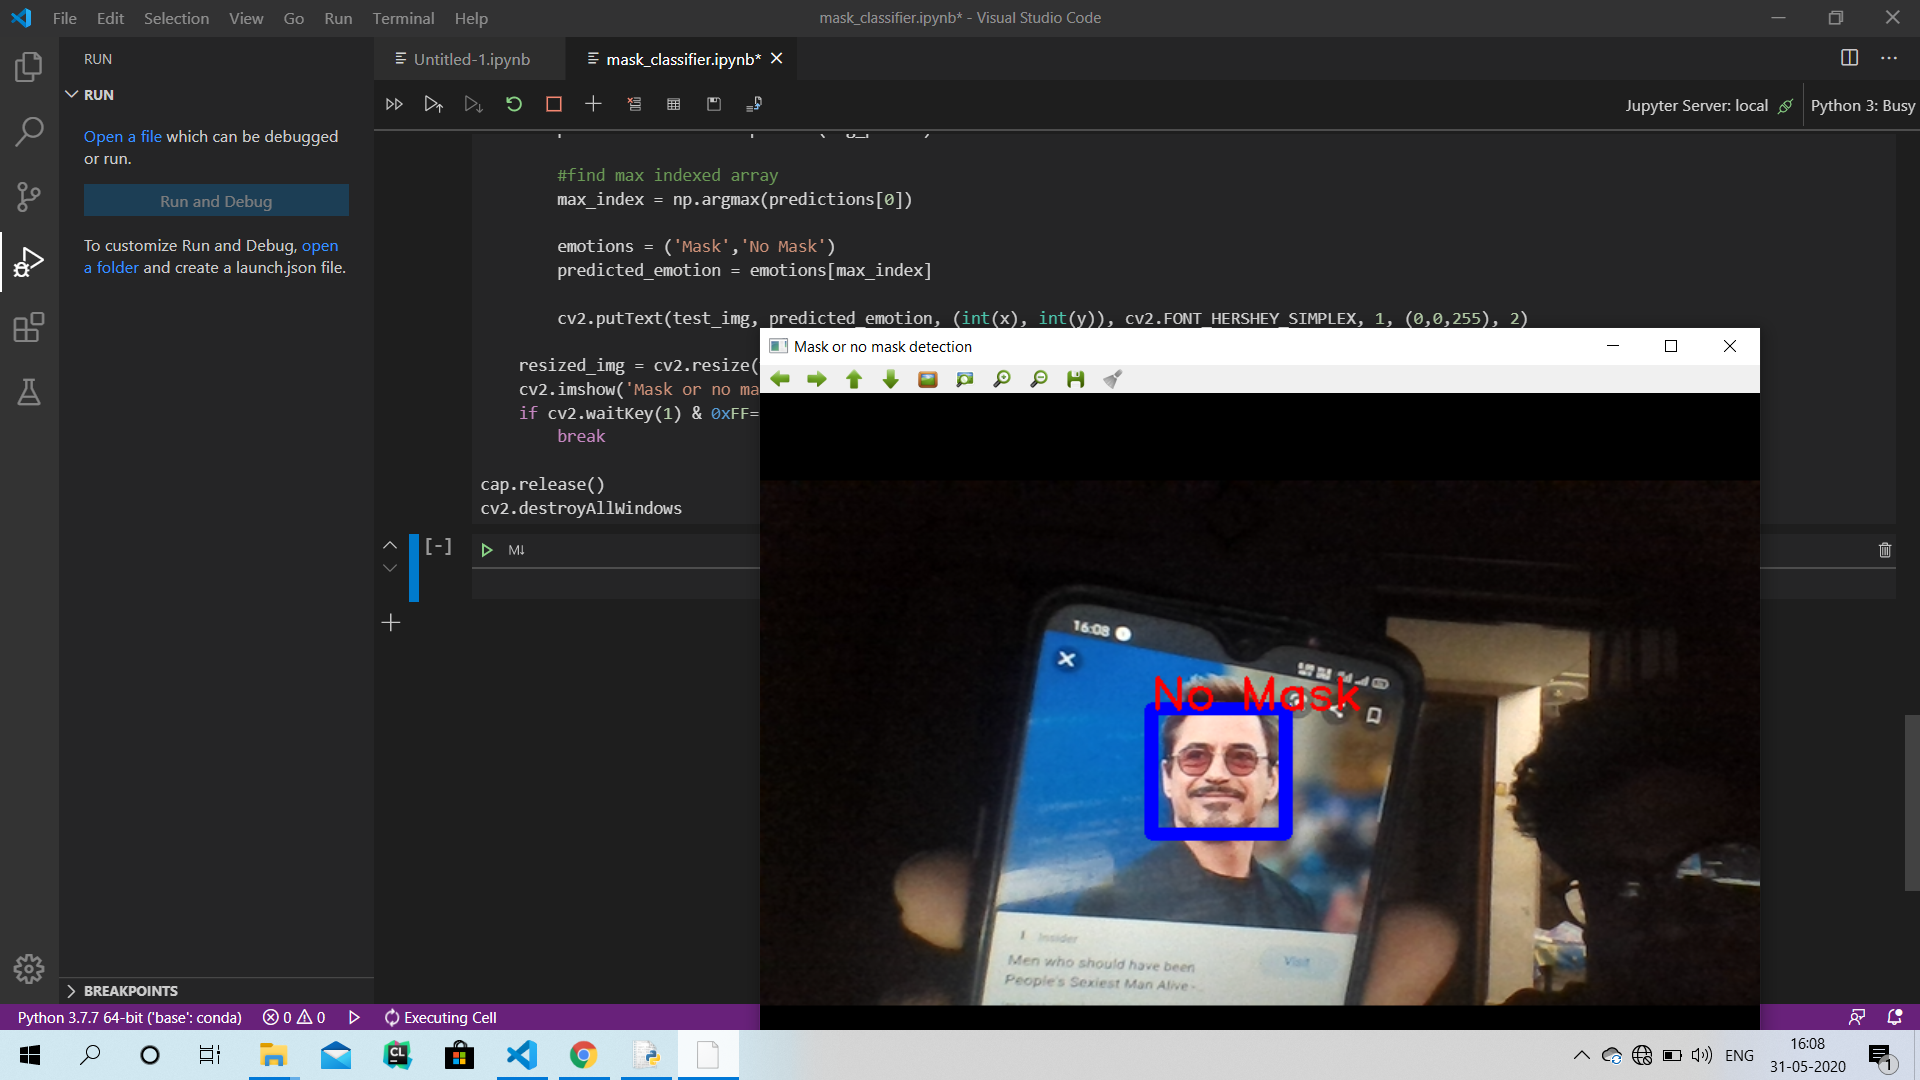 File Edit Selection View Go Run Terminal Help
mask_classifier.ipynb* - Visual Studio Code
RUN
Untitled-1.ipynb
mask_classifier.ipynb*
RUN
Jupyter Server: local
Python 3: Busy
Open a file which can be debugged
or run.
Run and Debug
To customize Run and Debug, open
a folder and create a launch.json file.
#find max indexed array
max_index = np.argmax(predictions[0])
emotions = ('Mask','No Mask')
predicted_emotion = emotions[max_index]
cv2.putText(test_img, predicted_emotion, (int(x), int(y)), cv2.FONT_HERSHEY_SIMPLEX, 1, (0,0,255), 2)
resized_img = cv2.resize(
cv2.imshow('Mask or no ma
if cv2.waitKey(1) & 0xFF=
break
cap.release()
cv2.destroyAllWindows
[-]
M↓
Mask or no mask detection
16:08
No Mask
Insider
Visit
Men who should have been
People's Sexiest Man Alive -
BREAKPOINTS
Python 3.7.7 64-bit ('base': conda)
0
0
Executing Cell
CL
ENG
16:08
31-05-2020
1